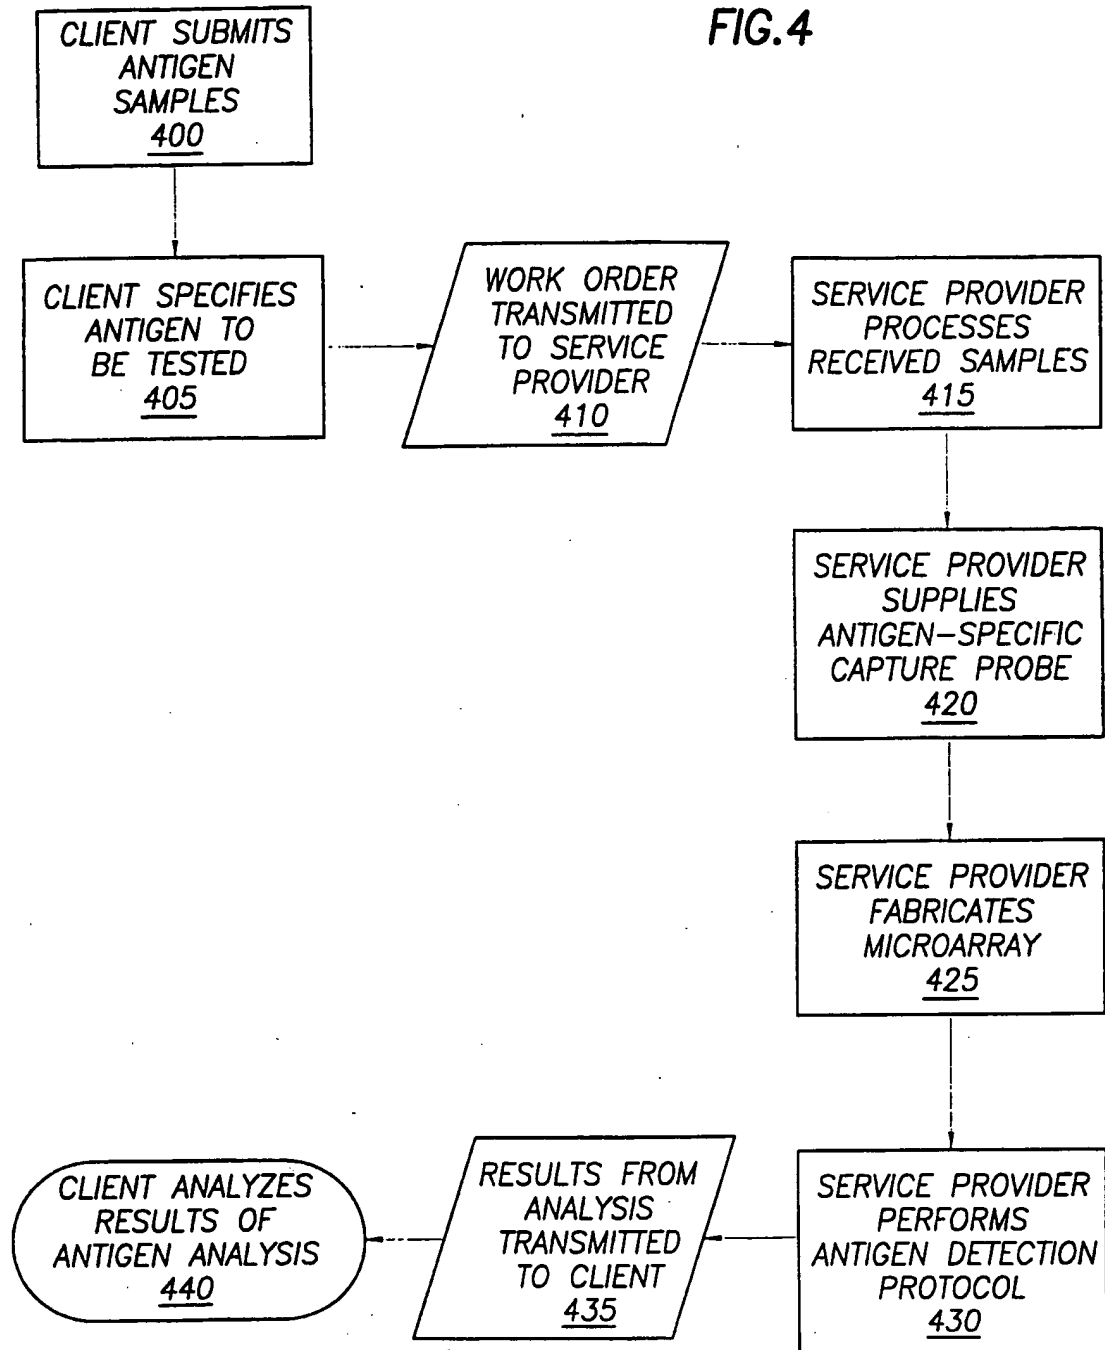 FIG.4
CLIENT SUBMITS
ANTIGEN
SAMPLES
400
CLIENT SPECIFIES
ANTIGEN TO
BE TESTED
405
WORK ORDER
TRANSMITTED
TO SERVICE
PROVIDER
410
SERVICE PROVIDER
PROCESSES
RECEIVED SAMPLES
415
SERVICE PROVIDER
SUPPLIES
ANTIGEN-SPECIFIC
CAPTURE PROBE
420
SERVICE PROVIDER
FABRICATES
MICROARRAY
425
SERVICE PROVIDER
PERFORMS
ANTIGEN DETECTION
PROTOCOL
430
RESULTS FROM
ANALYSIS
TRANSMITTED
TO CLIENT
435
CLIENT ANALYZES
RESULTS OF
ANTIGEN ANALYSIS
440